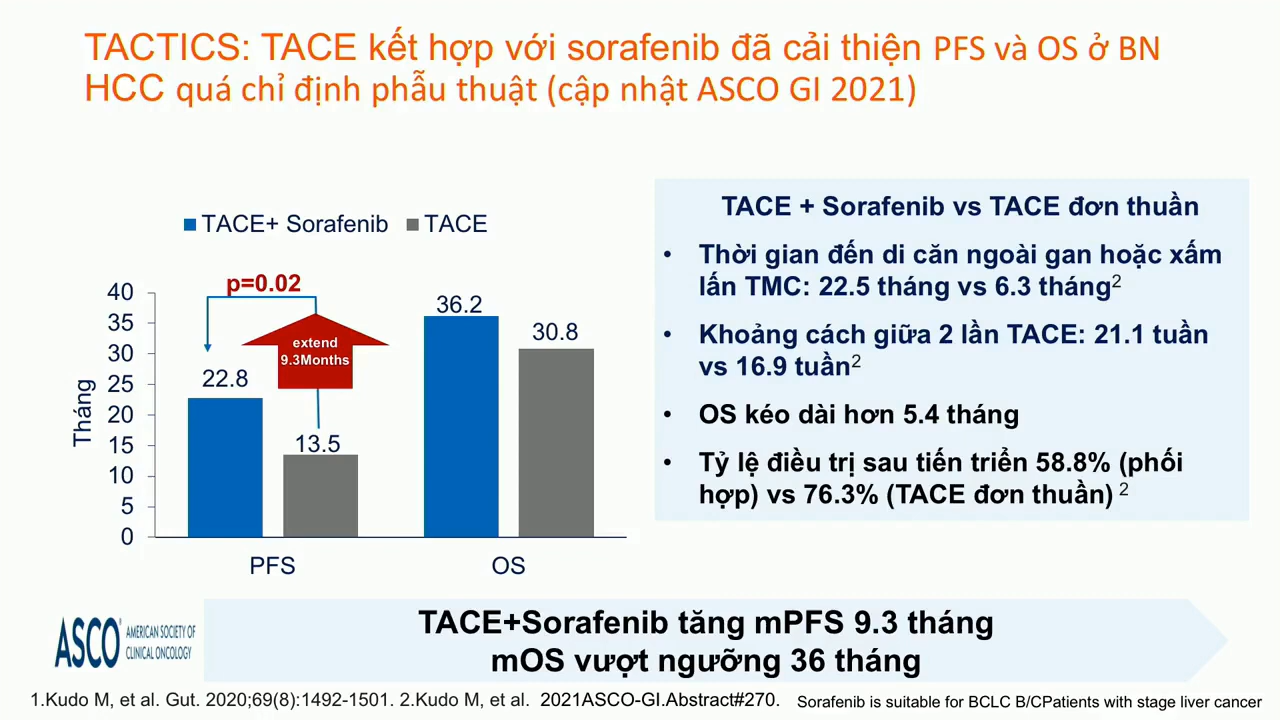 TACTICS: TACE kết hợp với sorafenib đã cải thiện PFS và OS ở BN
HCC quá chỉ định phẫu thuật (cập nhật ASCO GI 2021)
TACE+ Sorafenib TACE
p=0.02
extend
9.3Months
Tháng
40
35
30
25
20
15
10
5
0
22.8
13.5
36.2
30.8
PFS
OS
TACE + Sorafenib vs TACE đơn thuần
• Thời gian đến di căn ngoài gan hoặc xấm
lấn TMC: 22.5 tháng vs 6.3 tháng2
• Khoảng cách giữa 2 lần TACE: 21.1 tuần
vs 16.9 tuần2
• OS kéo dài hơn 5.4 tháng
• Tỷ lệ điều trị sau tiến triển 58.8% (phối
hợp) vs 76.3% (TACE đơn thuần) 2
ASCO AMERICAN SOCIETY OF
CLINICAL ONCOLOGY
TACE+Sorafenib tăng mPFS 9.3 tháng
mOS vượt ngưỡng 36 tháng
1.Kudo M, et al. Gut. 2020;69(8):1492-1501. 2.Kudo M, et al. 2021ASCO-GI.Abstract#270.
Sorafenib is suitable for BCLC B/CPatients with stage liver cancer